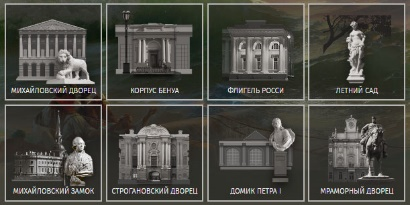 МИХАЙЛОВСКИЙ ДВОРЕЦ
КОРПУС БЕНУА
ФЛИГЕЛЬ РОССИ
ЛЕТНИЙ САД
МИХАЙЛОВСКИЙ ЗАМОК
СТРОГАНОВСКИЙ ДВОРЕЦ
ДОМИК ПЕТРА I
МРАМОРНЫЙ ДВОРЕЦ